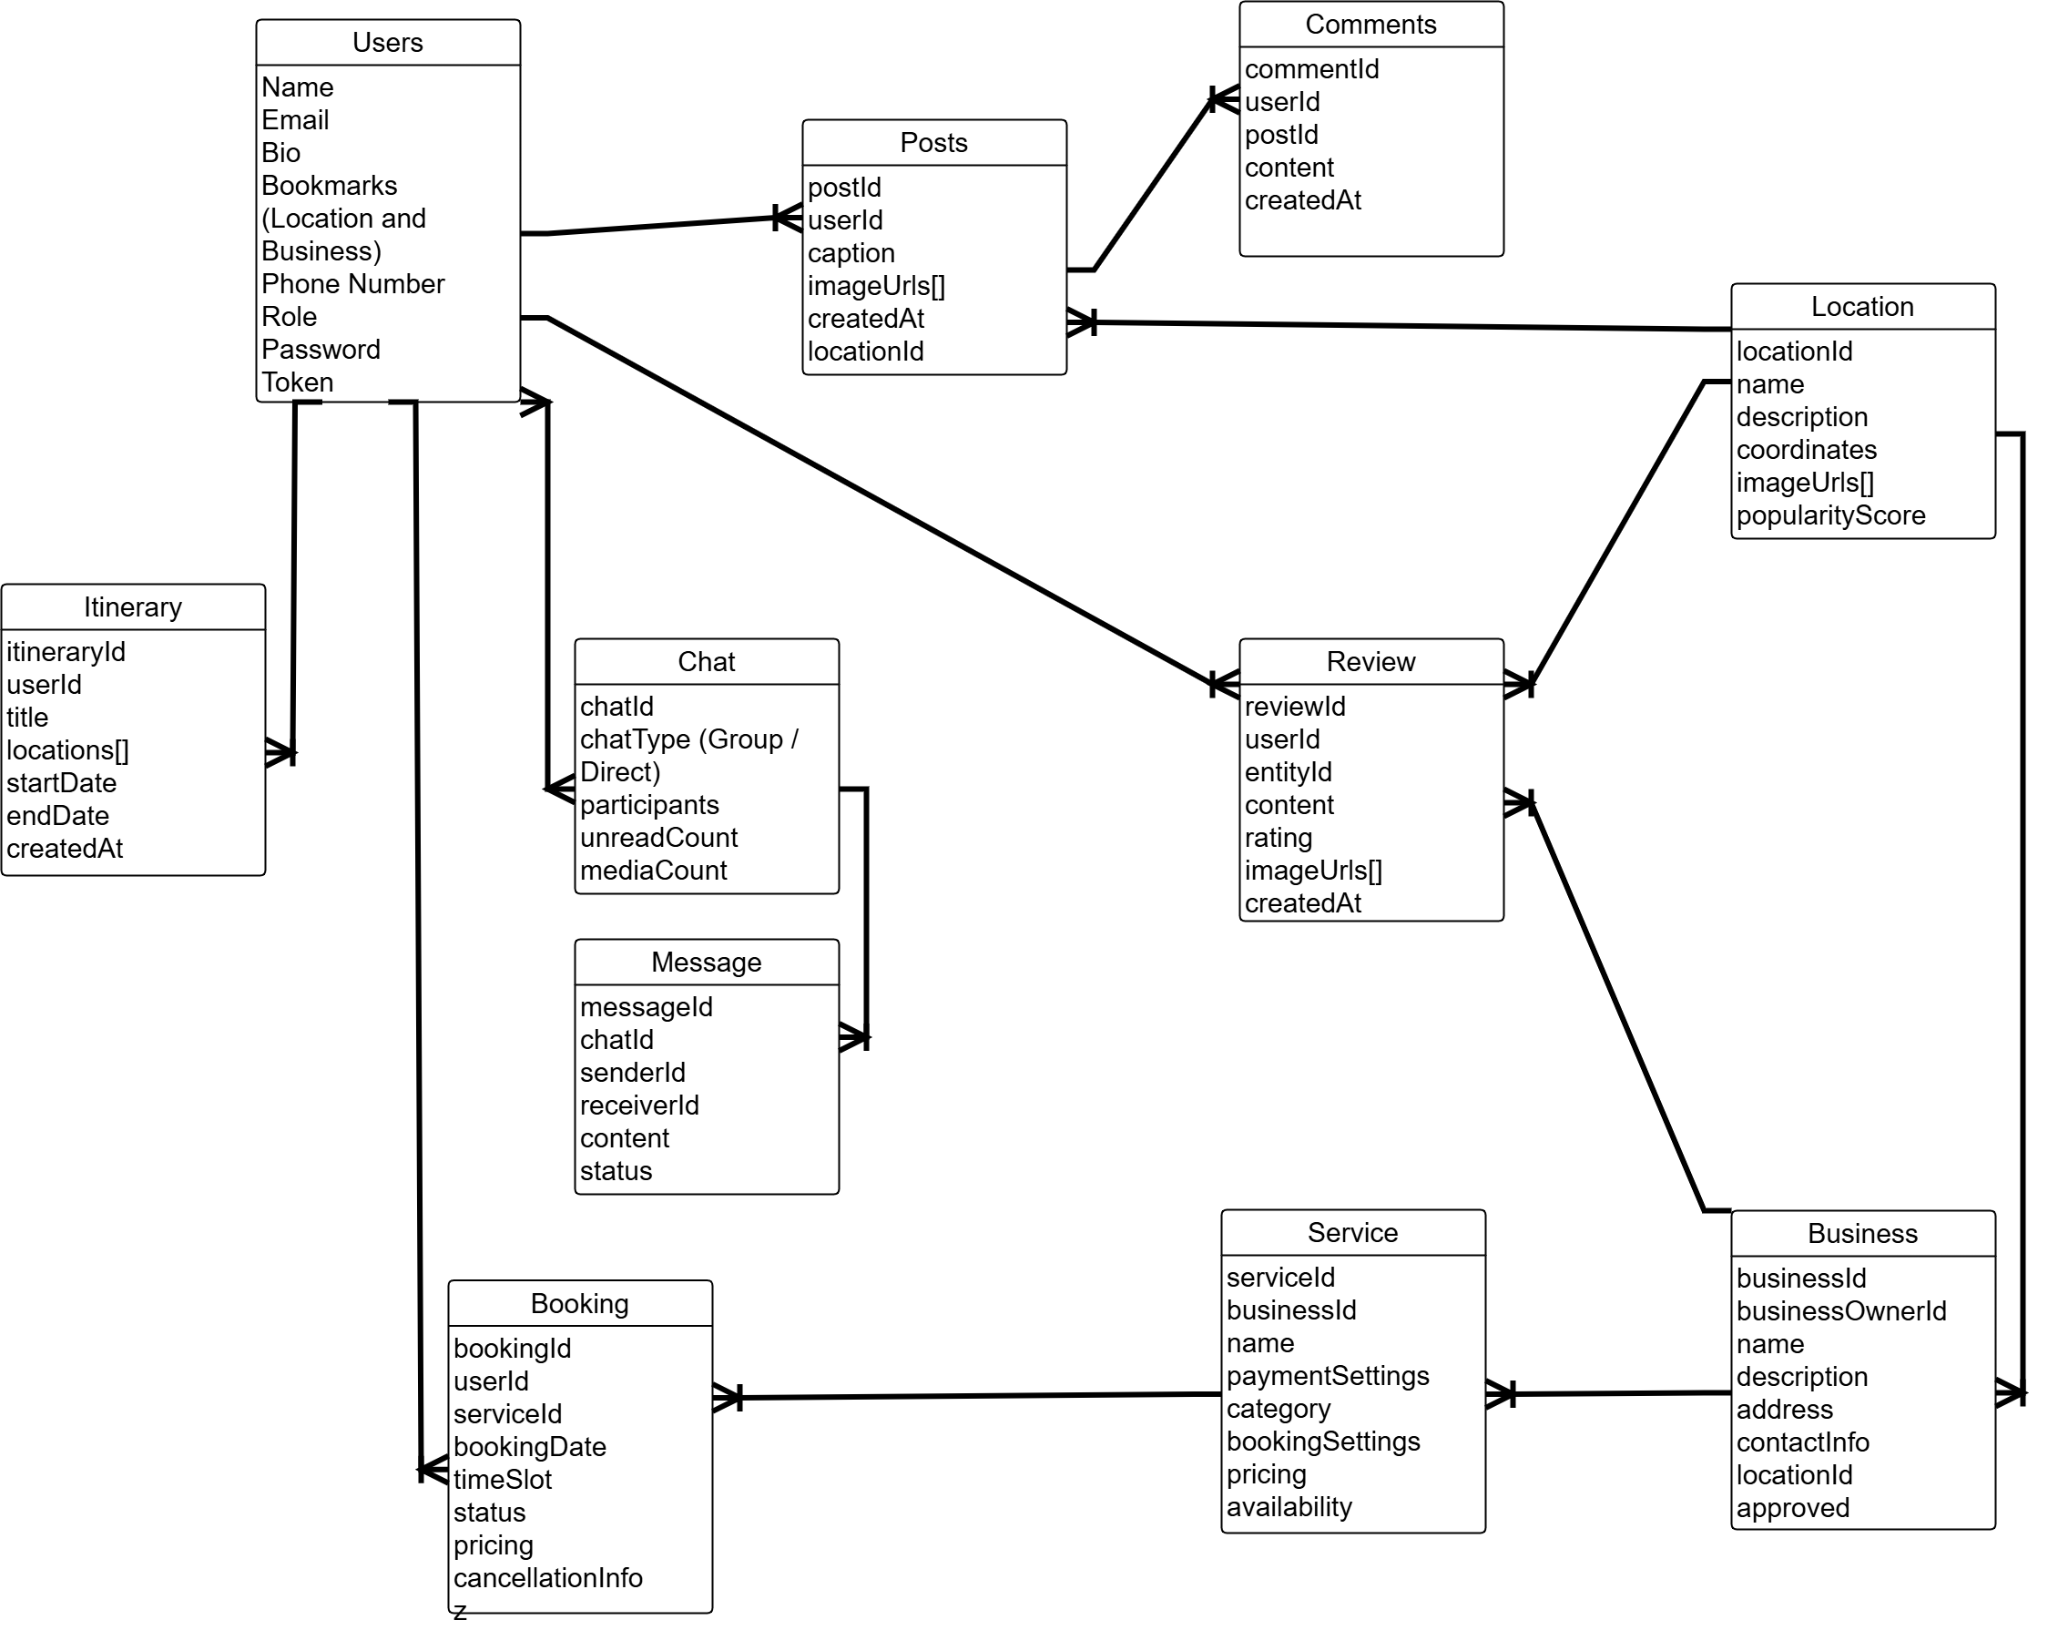 Users
Name
Email
Bio
Bookmarks
(Location and
Business)
Phone Number
Role
Password
Token
Posts
postId
userId
caption
imageUrls[]
createdAt
locationId
Comments
commentId
userId
postId
content
createdAt
Location
locationId
name
description
coordinates
imageUrls[]
popularityScore
Itinerary
itineraryId
userId
title
locations[]
startDate
endDate
createdAt
Chat
chatId
chatType (Group /
Direct)
participants
unreadCount
mediaCount
Review
reviewId
userId
entityId
content
rating
imageUrls[]
createdAt
Message
messageId
chatId
senderId
receiverId
content
status
Booking
bookingId
userId
serviceId
bookingDate
timeSlot
status
pricing
cancellationInfo
z
Service
serviceId
businessId
name
paymentSettings
category
bookingSettings
pricing
availability
Business
businessId
businessOwnerId
name
description
address
contactInfo
locationId
approved